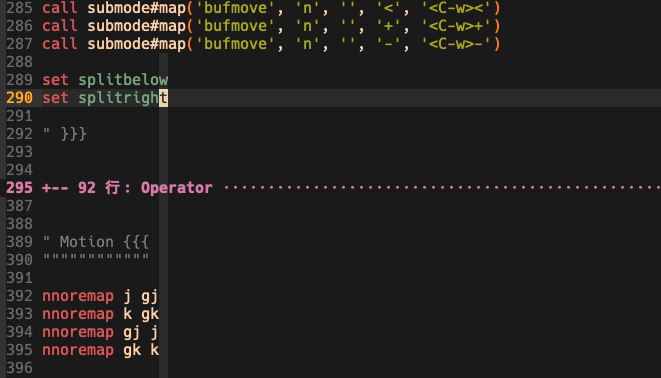 285 call submode#map('bufmove', 'n', '', '<', '<C-w><')
286 call submode#map('bufmove', 'n', '', '+', '<C-w>+')
287 call submode#map('bufmove', 'n', '', '-', '<C-w>-')
288
289 set splitbelow
290 set splitright
291
292 " }}}
293
294
295 +-- 92 行: Operator ·················································
387
388
389 " Motion {{{
390 """"""""""""
391
392 nnoremap j gj
393 nnoremap k gk
394 nnoremap gj j
395 nnoremap gk k
396